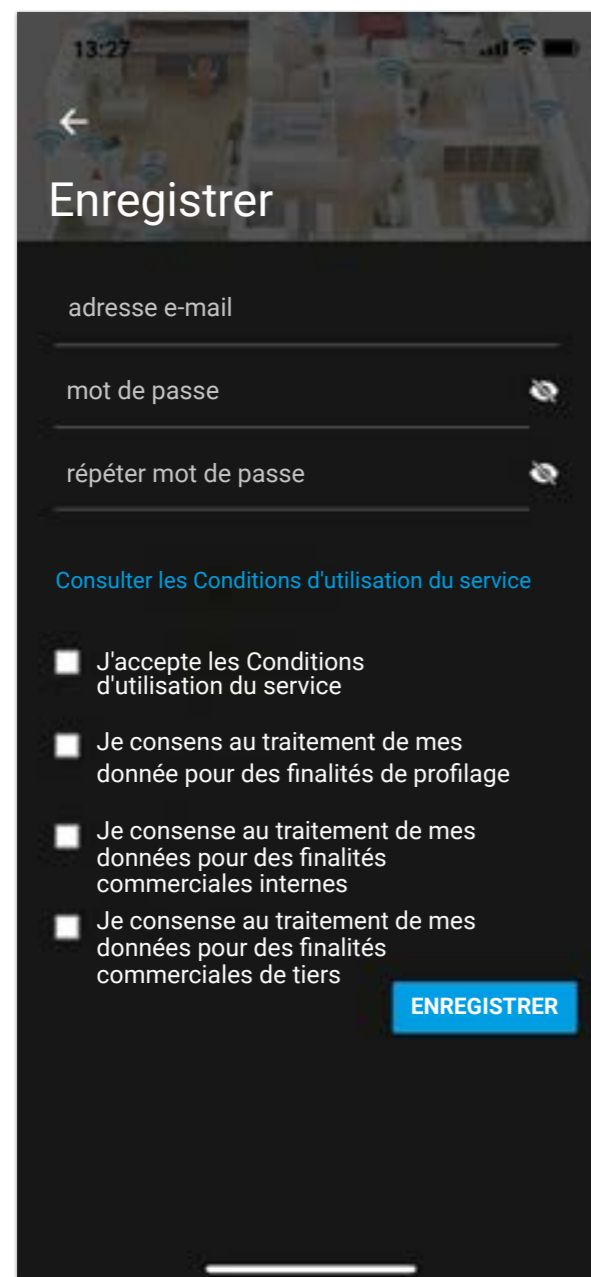 13:27
Enregistrer
adresse e-mail
mot de passe
répéter mot de passe
Consulter les Conditions d'utilisation du service
J'accepte les Conditions
d'utilisation du service
Je consens au traitement de mes
donnée pour des finalités de profilage
Je consense au traitement de mes
données pour des finalités
commerciales internes
Je consense au traitement de mes
données pour des finalités
commerciales de tiers
ENREGISTRER